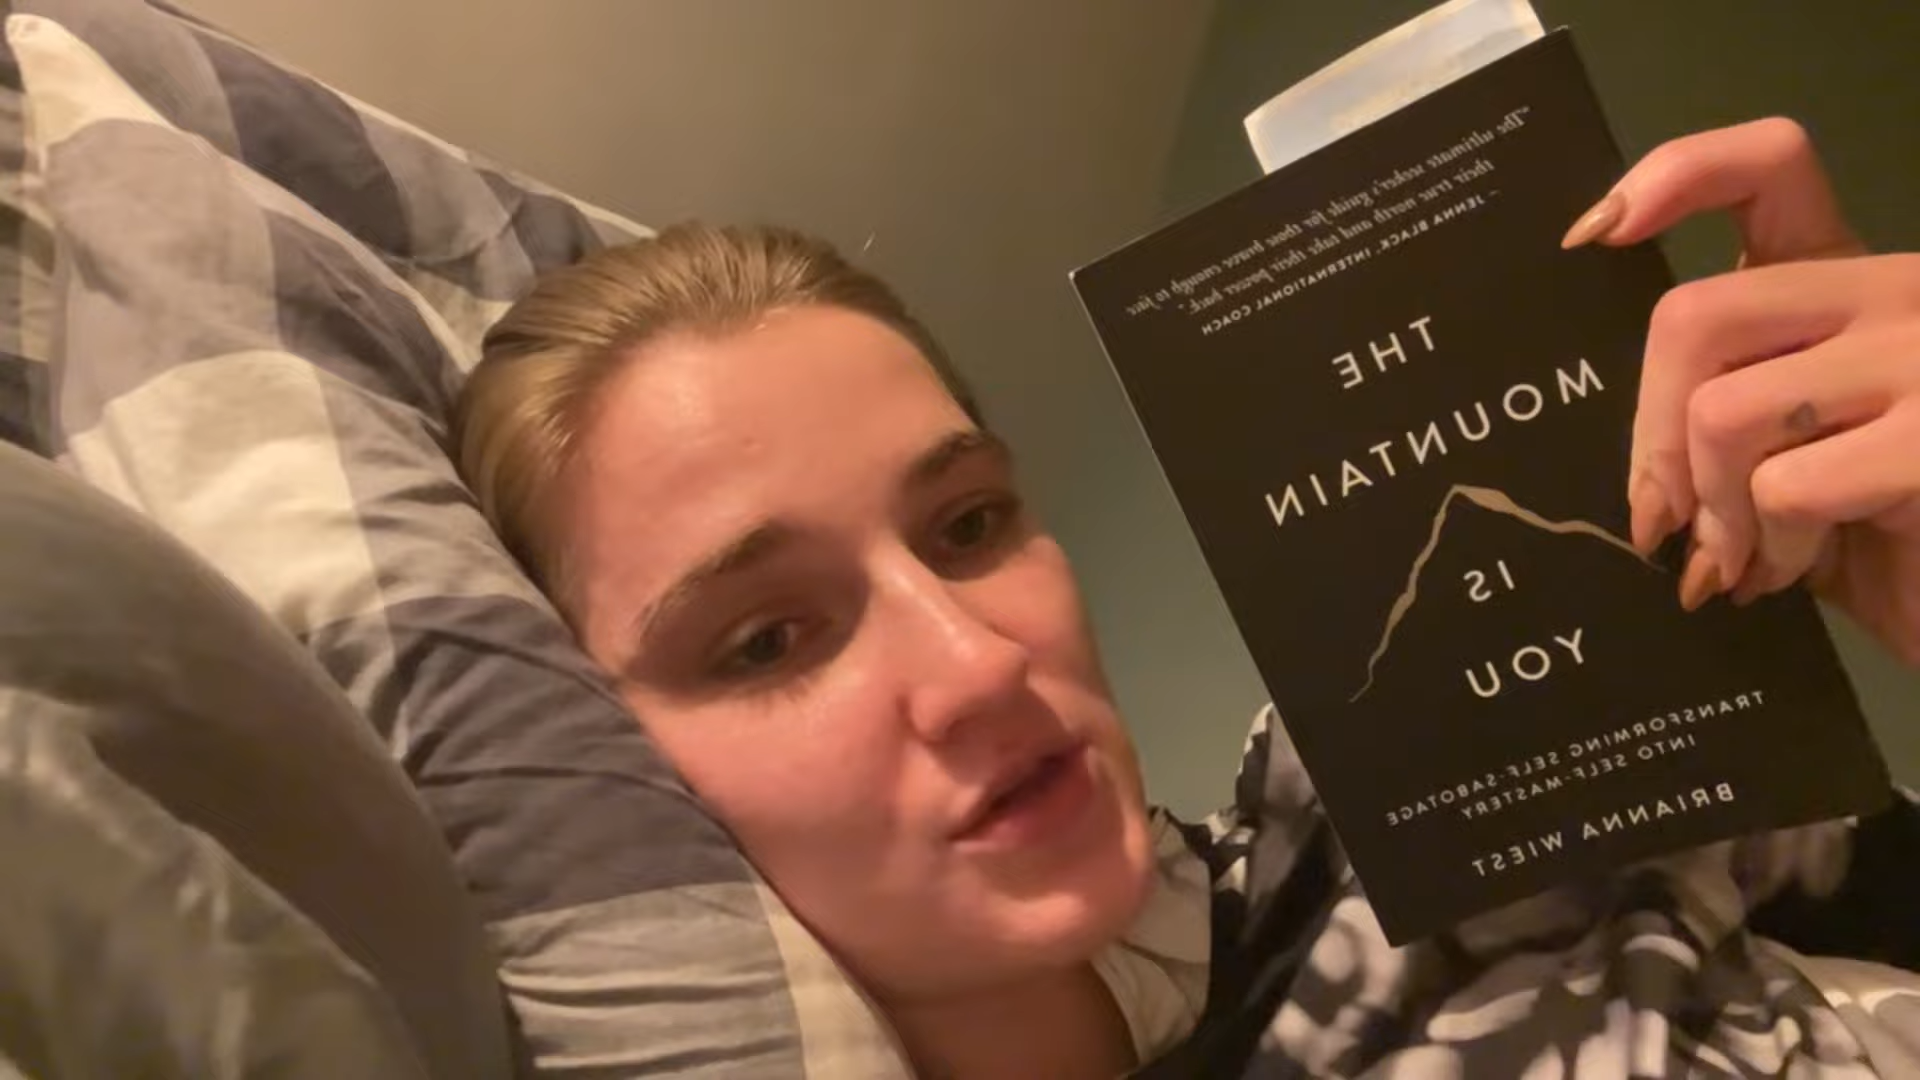 "The ultimate seeker's guide for those brave enough to face
their true north and take their power back."
- JENNA BLACK, INTERNATIONAL COACH
THE
MOUNTAIN
IS
YOU
TRANSFORMING SELF-SABOTAGE
INTO SELF-MASTERY
BRIANNA WIEST